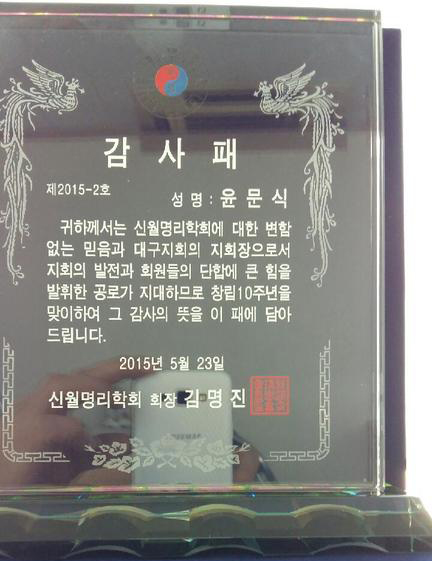 감사패
제2015-2호
성명 : 윤문식
귀하께서는 신월명리학회에 대한 변함
없는 믿음과 대구지회의 지회장으로서
지회의 발전과 회원들의 단합에 큰 힘을
발휘한 공로가 지대하므로 창립10주년을
맞이하여 그 감사의 뜻을 이 패에 담아
드립니다.
2015년 5월 23일
신월명리학회 회장 김명진
SAMSUNG